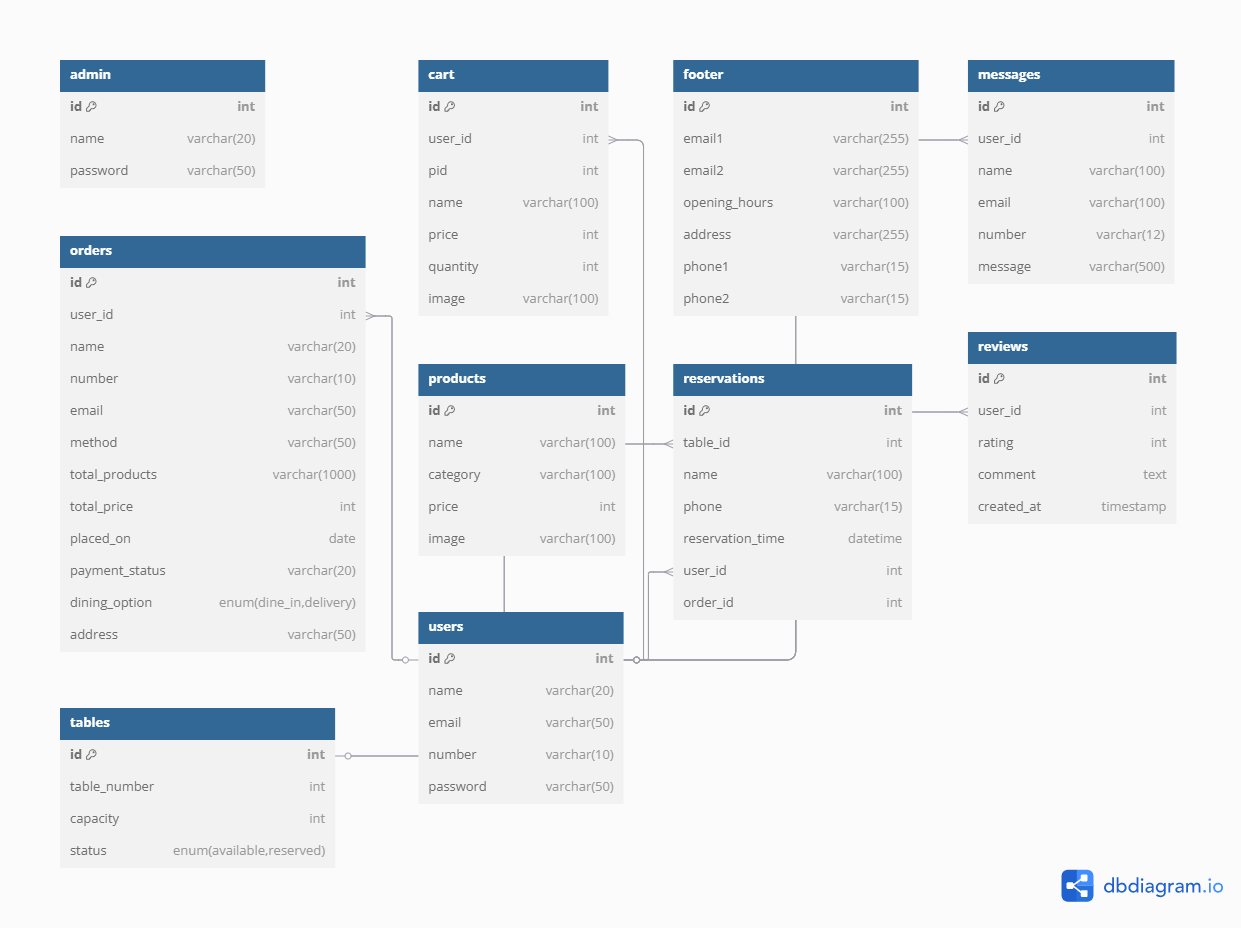 admin
id int
name varchar(20)
password varchar(50)
orders
id int
user_id int
name varchar(20)
number varchar(10)
email varchar(50)
method varchar(50)
total_products varchar(1000)
total_price int
placed_on date
payment_status varchar(20)
dining_option enum(dine_in,delivery)
address varchar(50)
tables
id int
table_number int
capacity int
status enum(available,reserved)
cart
id int
user_id int
pid int
name varchar(100)
price int
quantity int
image varchar(100)
products
id int
name varchar(100)
category varchar(100)
price int
image varchar(100)
users
id int
name varchar(20)
email varchar(50)
number varchar(10)
password varchar(50)
footer
id int
email1 varchar(255)
email2 varchar(255)
opening_hours varchar(100)
address varchar(255)
phone1 varchar(15)
phone2 varchar(15)
reservations
id int
table_id int
name varchar(100)
phone varchar(15)
reservation_time datetime
user_id int
order_id int
messages
id int
user_id int
name varchar(100)
email varchar(100)
number varchar(12)
message varchar(500)
reviews
id int
user_id int
rating int
comment text
created_at timestamp
dbdiagram.io